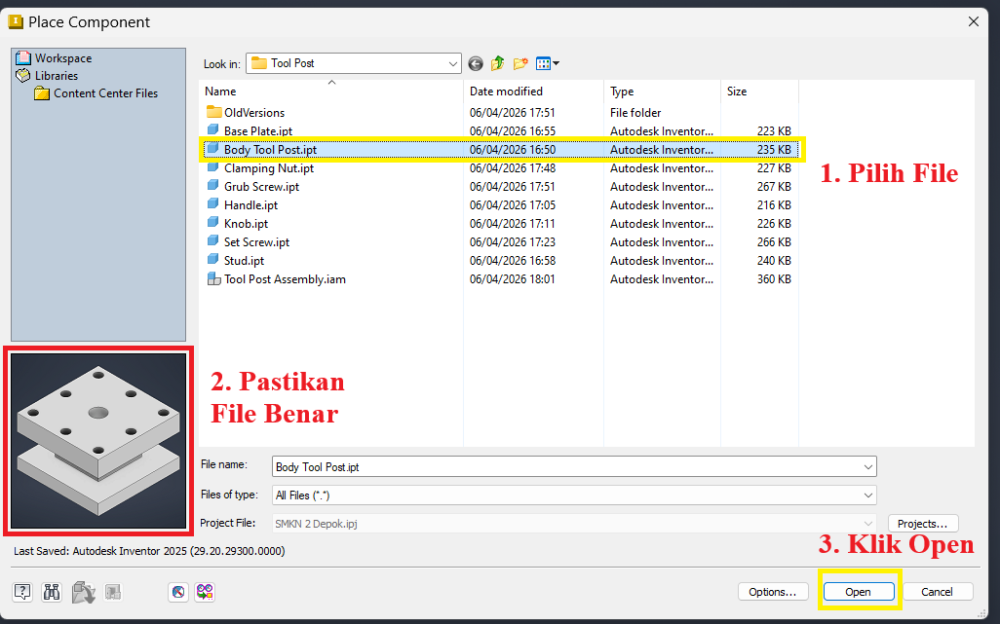 Place Component
Workspace
Libraries
Content Center Files
Look in: Tool Post
Name Date modified Type Size
OldVersions 06/04/2026 17:51 File folder
Base Plate.ipt 06/04/2026 16:55 Autodesk Inventor... 223 KB
Body Tool Post.ipt 06/04/2026 16:50 Autodesk Inventor... 235 KB
Clamping Nut.ipt 06/04/2026 17:48 Autodesk Inventor... 227 KB
Grub Screw.ipt 06/04/2026 17:51 Autodesk Inventor... 267 KB
Handle.ipt 06/04/2026 17:05 Autodesk Inventor... 216 KB
Knob.ipt 06/04/2026 17:11 Autodesk Inventor... 226 KB
Set Screw.ipt 06/04/2026 17:23 Autodesk Inventor... 266 KB
Stud.ipt 06/04/2026 16:58 Autodesk Inventor... 240 KB
Tool Post Assembly.iam 06/04/2026 18:01 Autodesk Inventor... 360 KB
1. Pilih File
2. Pastikan
File Benar
File name: Body Tool Post.ipt
Files of type: All Files (*.*)
Project File: SMKN 2 Depok.ipj Projects...
3. Klik Open
Last Saved: Autodesk Inventor 2025 (29.20.29300.0000)
Options... Open Cancel